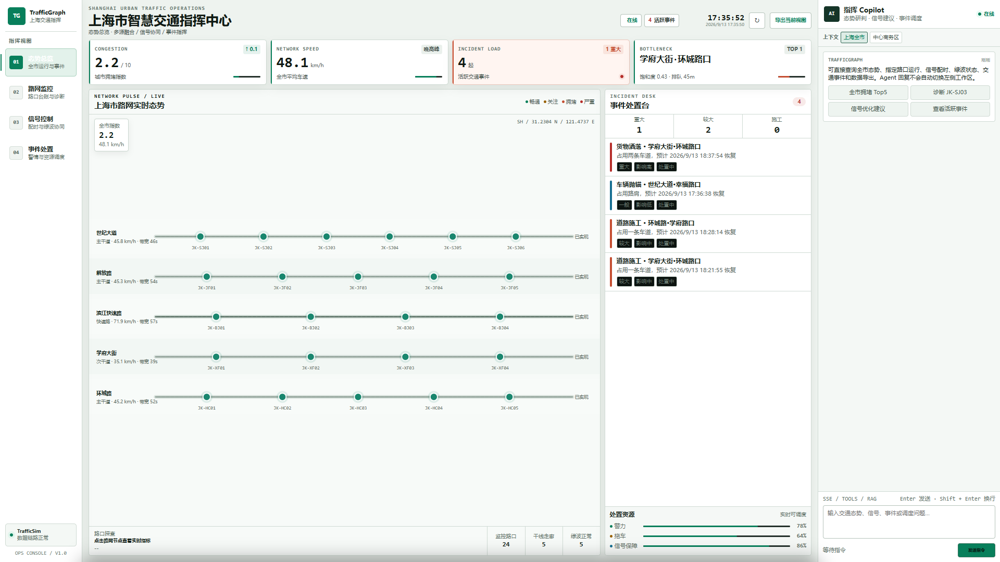 TG
TrafficGraph
上海交通指挥
指挥视图
01
态势总览
全市运行与事件
02
路网监控
路口台账与诊断
03
信号控制
配时与绿波协同
04
事件处置
警情与资源调度
TrafficSim
数据链路正常
OPS CONSOLE / V1.0
SHANGHAI URBAN TRAFFIC OPERATIONS
上海市智慧交通指挥中心
态势总览 · 多源融合 / 信号协同 / 事件指挥
在线
4 活跃事件
17:35:52
2026/9/13 17:35:50
↻
导出当前视图
CONGESTION
↑ 0.1
2.2 / 10
城市拥堵指数
NETWORK SPEED
晚高峰
48.1 km/h
全市平均车速
INCIDENT LOAD
1 重大
4 起
活跃交通事件
BOTTLENECK
TOP 1
学府大街·环城路口
饱和度 0.43 · 排队 45m
NETWORK PULSE / LIVE
上海市路网实时态势
畅通 关注 拥堵 严重
全市指数
2.2
48.1 km/h
SH / 31.2304 N / 121.4737 E
世纪大道
主干道 · 45.8 km/h · 带宽 46s
已实现
JK-SJ01 JK-SJ02 JK-SJ03 JK-SJ04 JK-SJ05 JK-SJ06
解放路
主干道 · 45.3 km/h · 带宽 54s
已实现
JK-JF01 JK-JF02 JK-JF03 JK-JF04 JK-JF05
滨江快速路
快速路 · 71.9 km/h · 带宽 57s
已实现
JK-BJ01 JK-BJ02 JK-BJ03 JK-BJ04
学府大街
次干道 · 35.1 km/h · 带宽 39s
已实现
JK-XF01 JK-XF02 JK-XF03 JK-XF04
环城路
主干道 · 45.2 km/h · 带宽 52s
已实现
JK-HC01 JK-HC02 JK-HC03 JK-HC04 JK-HC05
路口探查
点击路网节点查看实时指标
--
监控路口
24
干线走廊
5
绿波正常
5
INCIDENT DESK
事件处置台
4
重大
1
较大
2
施工
0
货物洒落 · 学府大街·环城路口
占用两条车道，预计 2026/9/13 18:37:54 恢复
重大 影响高 处置中
车辆抛锚 · 世纪大道·幸福路口
占用路肩，预计 2026/9/13 17:36:38 恢复
一般 影响低 处置中
道路施工 · 环城路·学府路口
占用一条车道，预计 2026/9/13 18:28:14 恢复
较大 影响中 处置中
道路施工 · 学府大街·环城路口
占用一条车道，预计 2026/9/13 18:21:55 恢复
较大 影响中 处置中
处置资源
实时可调度
警力 78%
拖车 64%
信号保障 86%
AI
指挥 Copilot
态势研判 · 信号建议 · 事件调度
在线
上下文 上海全市 中心商务区
TRAFFICGRAPH
刚刚
可直接查询全市态势、指定路口运行、信号配时、绿波状态、交
通事件和数据导出。Agent 回复不会自动切换左侧工作区。
全市拥堵 Top5
诊断 JK-SJ03
信号优化建议
查看活跃事件
SSE / TOOLS / RAG
Enter 发送 · Shift + Enter 换行
输入交通态势、信号、事件或调度问题...
等待指令
发送指令